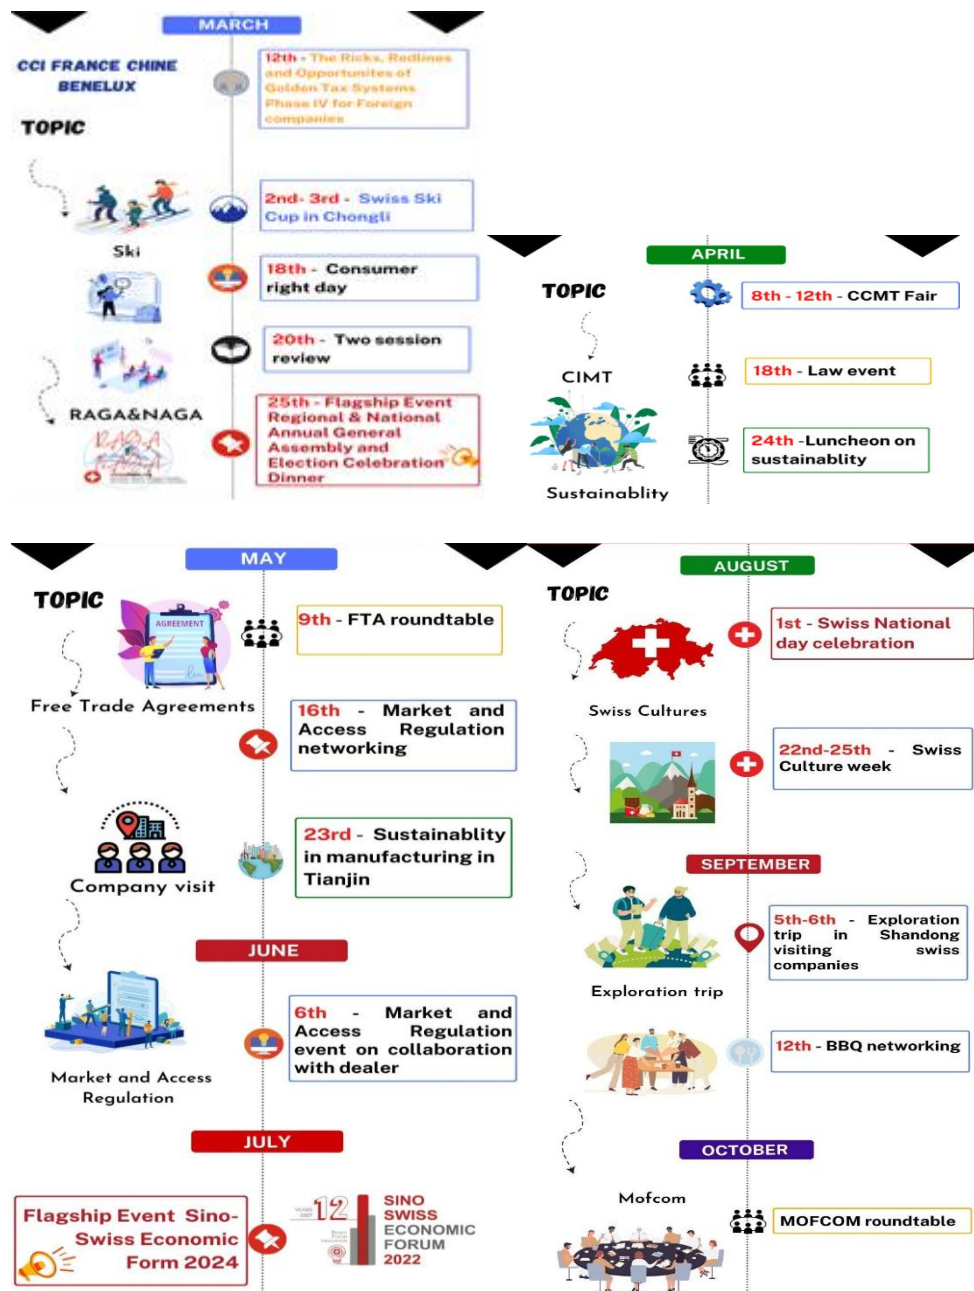 MARCH
CCI FRANCE CHINE
BENELUX
12th - The Ricks, Redlines
and Opportunites of
Golden Tax Systems
Phase IV for Foreign
companies
TOPIC
2nd- 3rd - Swiss Ski
Cup in Chongli
Ski
18th - Consumer
right day
20th - Two session
review
RAGA&NAGA
25th - Flagship Event
Regional & National
Annual General
Assembly and
Election Celebration
Dinner
APRIL
TOPIC
8th - 12th - CCMT Fair
CIMT
18th - Law event
24th -Luncheon on
sustainablity
Sustainablity
MAY
TOPIC
AGREEMENT
9th - FTA roundtable
Free Trade Agreements
16th - Market and
Access Regulation
networking
23rd - Sustainablity
in manufacturing in
Tianjin
Company visit
JUNE
6th - Market and
Access Regulation
event on collaboration
with dealer
Market and Access
Regulation
JULY
Flagship Event Sino-
Swiss Economic
Form 2024
12
SINO
SWISS
ECONOMIC
FORUM
2022
AUGUST
TOPIC
1st - Swiss National
day celebration
Swiss Cultures
22nd-25th - Swiss
Culture week
SEPTEMBER
5th-6th - Exploration
trip in Shandong
visiting swiss
companies
Exploration trip
12th - BBQ networking
OCTOBER
Mofcom
MOFCOM roundtable